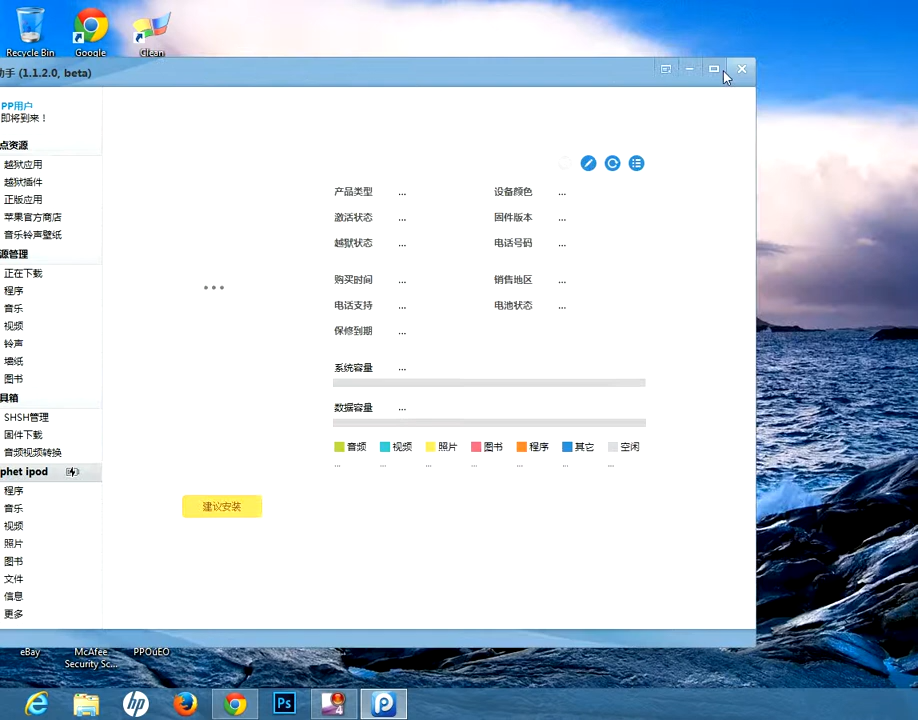 Recycle Bin
Google
Clean
助手 (1.1.2.0, beta)
PP用户
即将到来！
点资源
越狱应用
越狱插件
正版应用
苹果官方商店
音乐铃声壁纸
源管理
正在下载
程序
音乐
视频
铃声
墙纸
图书
具箱
SHSH管理
固件下载
音频视频转换
phet ipod
程序
音乐
视频
照片
图书
文件
信息
更多
产品类型 ...
设备颜色 ...
激活状态 ...
固件版本 ...
越狱状态 ...
电话号码 ...
购买时间 ...
销售地区 ...
电话支持 ...
电池状态 ...
保修到期 ...
系统容量 ...
数据容量 ...
音频 视频 照片 图书 程序 其它 空闲
... ... ... ... ... ... ...
建议安装
eBay
McAfee
Security Sc...
PPÖúÊÖ
hp
Ps
4
P